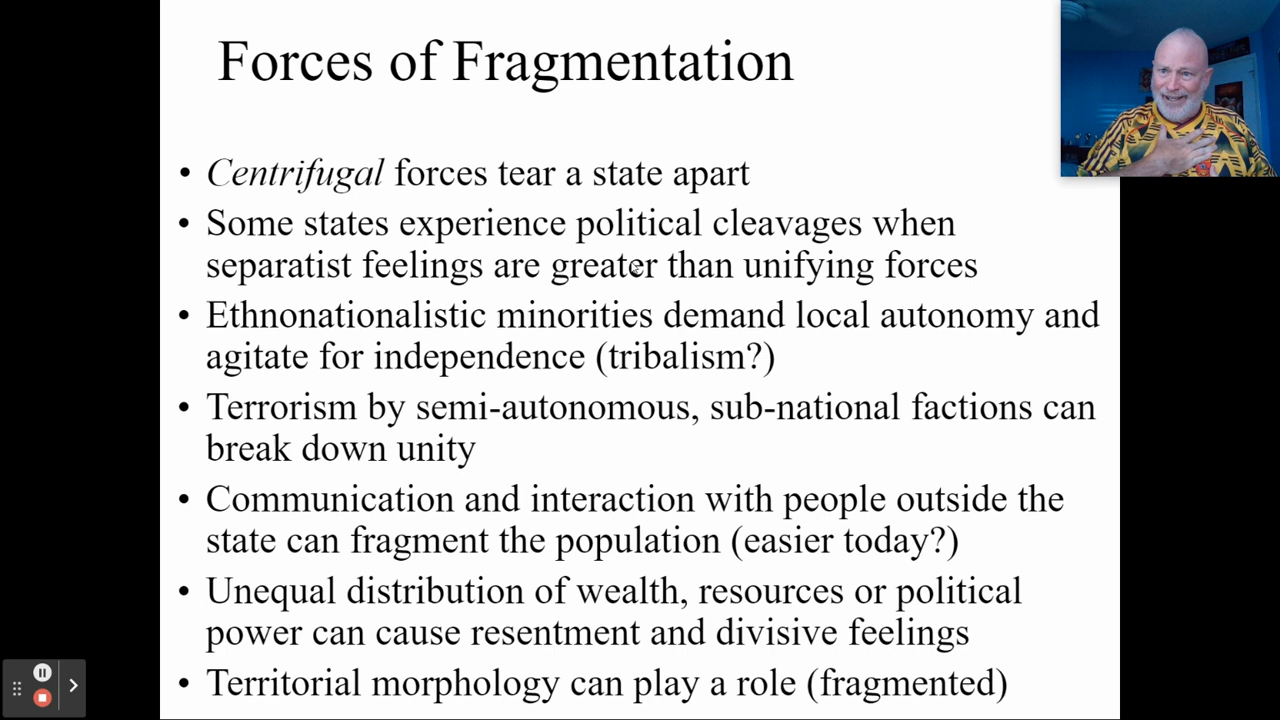 Forces of Fragmentation
• Centrifugal forces tear a state apart
• Some states experience political cleavages when
separatist feelings are greater than unifying forces
• Ethnonationalistic minorities demand local autonomy and
agitate for independence (tribalism?)
• Terrorism by semi-autonomous, sub-national factions can
break down unity
• Communication and interaction with people outside the
state can fragment the population (easier today?)
• Unequal distribution of wealth, resources or political
power can cause resentment and divisive feelings
• Territorial morphology can play a role (fragmented)